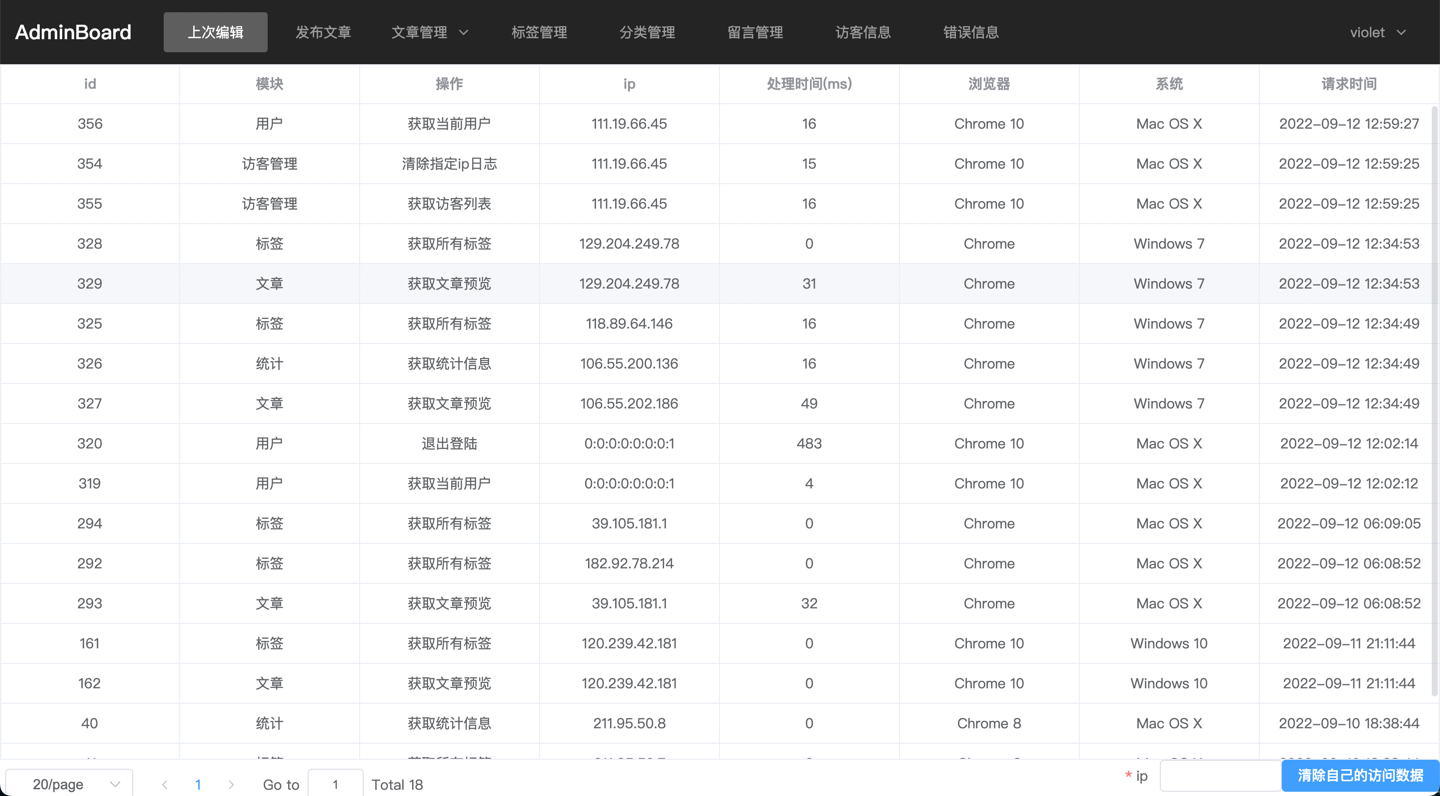 AdminBoard 上次编辑 发布文章 文章管理 标签管理 分类管理 留言管理 访客信息 错误信息 violet
id 模块 操作 ip 处理时间(ms) 浏览器 系统 请求时间
356 用户 获取当前用户 111.19.66.45 16 Chrome 10 Mac OS X 2022-09-12 12:59:27
354 访客管理 清除指定ip日志 111.19.66.45 15 Chrome 10 Mac OS X 2022-09-12 12:59:25
355 访客管理 获取访客列表 111.19.66.45 16 Chrome 10 Mac OS X 2022-09-12 12:59:25
328 标签 获取所有标签 129.204.249.78 0 Chrome Windows 7 2022-09-12 12:34:53
329 文章 获取文章预览 129.204.249.78 31 Chrome Windows 7 2022-09-12 12:34:53
325 标签 获取所有标签 118.89.64.146 16 Chrome Windows 7 2022-09-12 12:34:49
326 统计 获取统计信息 106.55.200.136 16 Chrome Windows 7 2022-09-12 12:34:49
327 文章 获取文章预览 106.55.202.186 49 Chrome Windows 7 2022-09-12 12:34:49
320 用户 退出登陆 0:0:0:0:0:0:0:1 483 Chrome 10 Mac OS X 2022-09-12 12:02:14
319 用户 获取当前用户 0:0:0:0:0:0:0:1 4 Chrome 10 Mac OS X 2022-09-12 12:02:12
294 标签 获取所有标签 39.105.181.1 0 Chrome Mac OS X 2022-09-12 06:09:05
292 标签 获取所有标签 182.92.78.214 0 Chrome Mac OS X 2022-09-12 06:08:52
293 文章 获取文章预览 39.105.181.1 32 Chrome Mac OS X 2022-09-12 06:08:52
161 标签 获取所有标签 120.239.42.181 0 Chrome 10 Windows 10 2022-09-11 21:11:44
162 文章 获取文章预览 120.239.42.181 0 Chrome 10 Windows 10 2022-09-11 21:11:44
40 统计 获取统计信息 211.95.50.8 0 Chrome 8 Mac OS X 2022-09-10 18:38:44
20/page 1 Go to 1 Total 18 * ip 清除自己的访问数据